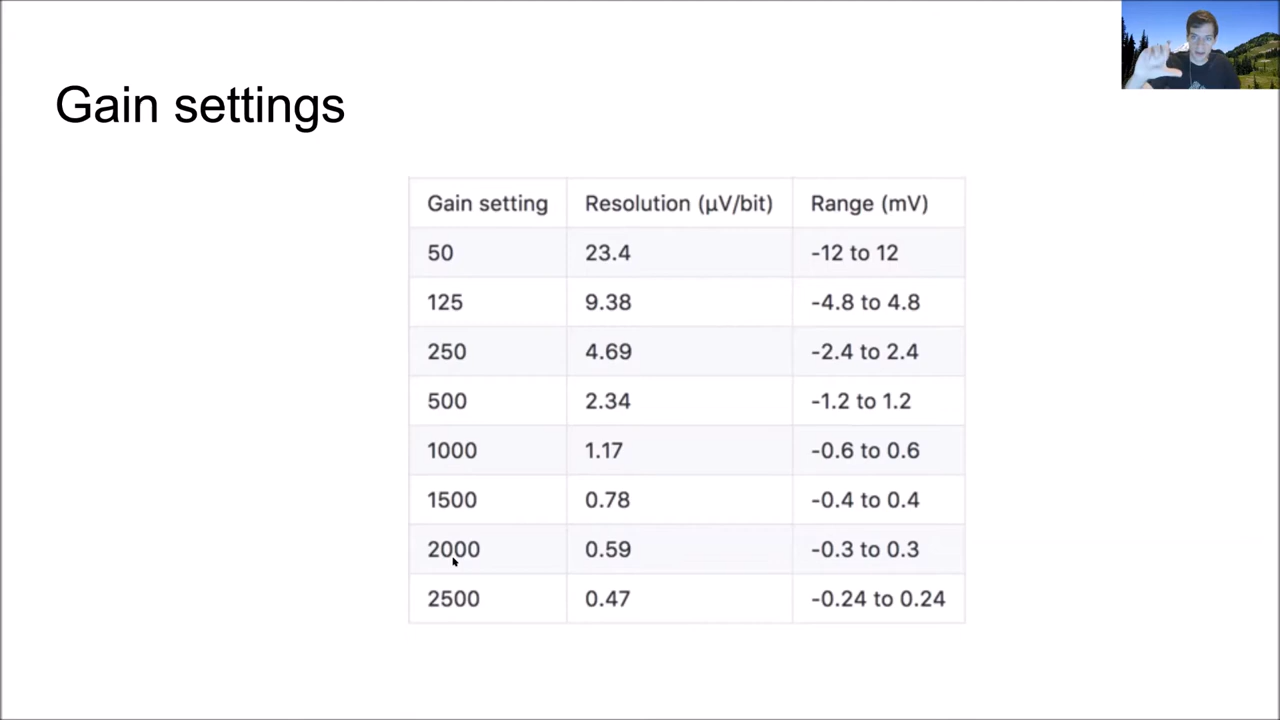 Gain settings
Gain setting Resolution (µV/bit) Range (mV)
50 23.4 -12 to 12
125 9.38 -4.8 to 4.8
250 4.69 -2.4 to 2.4
500 2.34 -1.2 to 1.2
1000 1.17 -0.6 to 0.6
1500 0.78 -0.4 to 0.4
2000 0.59 -0.3 to 0.3
2500 0.47 -0.24 to 0.24